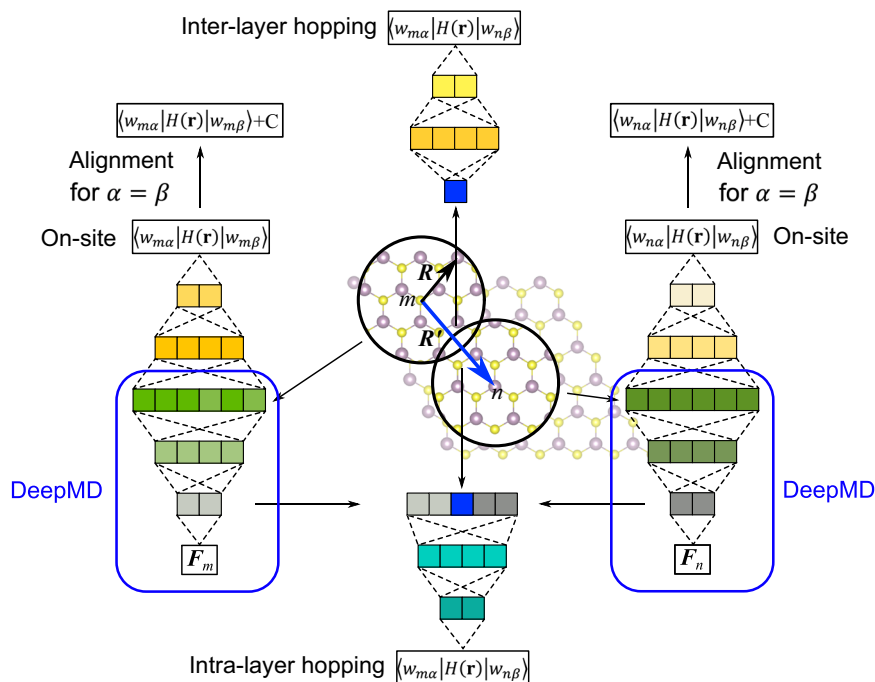 Inter-layer hopping ⟨w_{mα}|H(r)|w_{nβ}⟩
⟨w_{mα}|H(r)|w_{mβ}⟩+C
⟨w_{nα}|H(r)|w_{nβ}⟩+C
Alignment
for α = β
Alignment
for α = β
On-site ⟨w_{mα}|H(r)|w_{mβ}⟩
⟨w_{nα}|H(r)|w_{nβ}⟩ On-site
R
m
R'
n
DeepMD
DeepMD
F_m
F_n
Intra-layer hopping ⟨w_{mα}|H(r)|w_{nβ}⟩